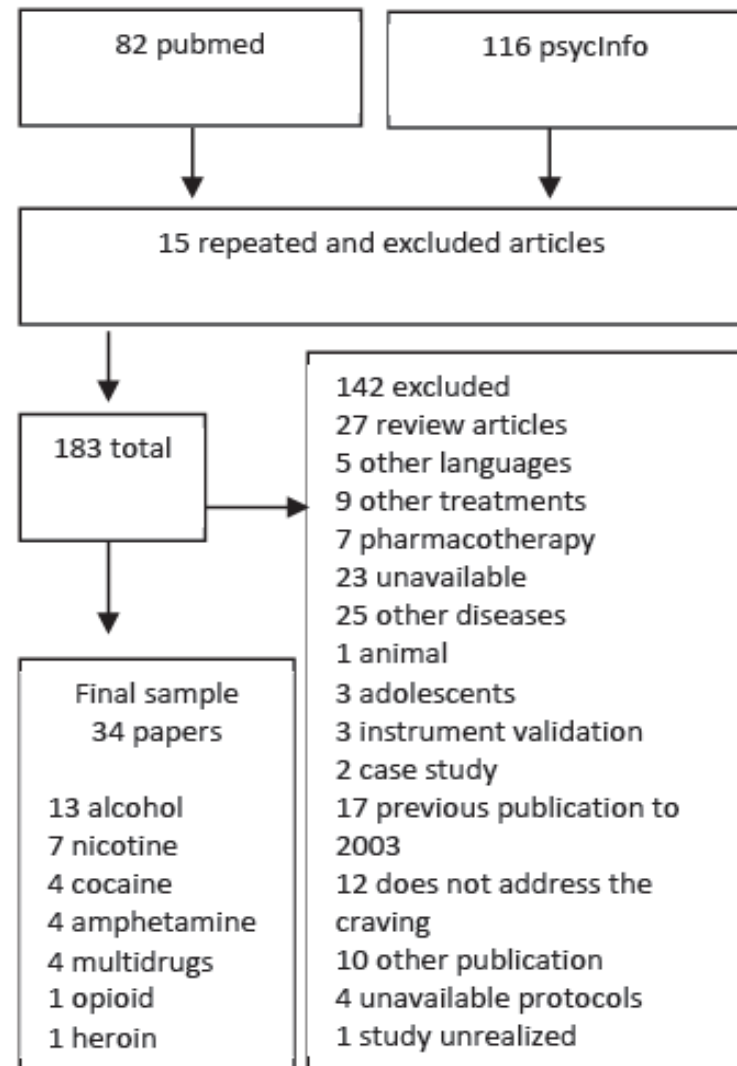 82 pubmed
116 psycInfo
15 repeated and excluded articles
183 total
142 excluded
27 review articles
5 other languages
9 other treatments
7 pharmacotherapy
23 unavailable
25 other diseases
1 animal
3 adolescents
3 instrument validation
2 case study
17 previous publication to
2003
12 does not address the
craving
10 other publication
4 unavailable protocols
1 study unrealized
Final sample
34 papers
13 alcohol
7 nicotine
4 cocaine
4 amphetamine
4 multidrugs
1 opioid
1 heroin